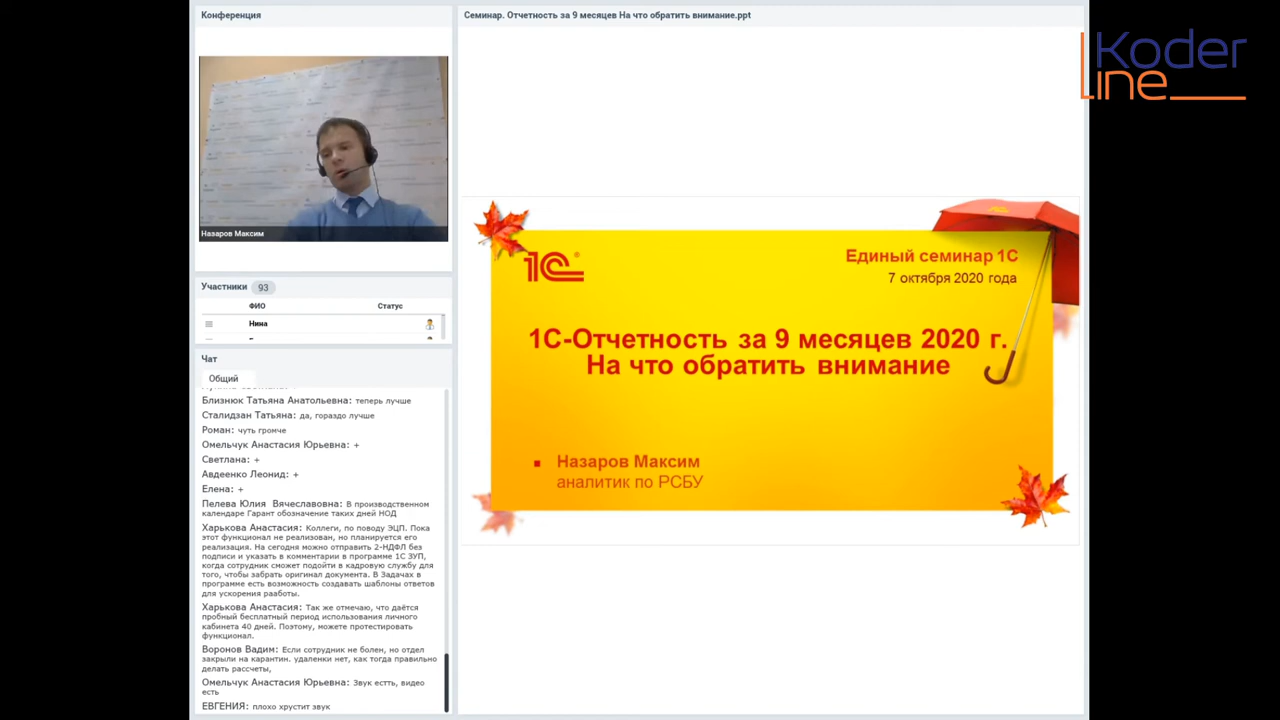 Конференция
Назаров Максим
Участники 93
ФИО Статус
Нина
Чат
Общий
Близнюк Татьяна Анатольевна: теперь лучше
Сталидзан Татьяна: да, гораздо лучше
Роман: чуть громче
Омельчук Анастасия Юрьевна: +
Светлана: +
Авдеенко Леонид: +
Елена: +
Пелева Юлия Вячеславовна: В производственном
календаре Гарант обозначение таких дней НОД
Харькова Анастасия: Коллеги, по поводу ЭЦП. Пока
этот функционал не реализован, но планируется его
реализация. На сегодня можно отправить 2-НДФЛ без
подписи и указать в комментарии в программе 1С ЗУП,
когда сотрудник сможет подойти в кадровую службу для
того, чтобы забрать оригинал документа. В Задачах в
программе есть возможность создавать шаблоны ответов
для ускорения рааботы.
Харькова Анастасия: Так же отмечаю, что даётся
пробный бесплатный период использования личного
кабинета 40 дней. Поэтому, можете протестировать
функционал.
Воронов Вадим: Если сотрудник не болен, но отдел
закрыли на карантин. удаленки нет, как тогда правильно
делать рассчеты,
Омельчук Анастасия Юрьевна: Звук естть, видео
есть
ЕВГЕНИЯ: плохо хрустит звук
Семинар. Отчетность за 9 месяцев На что обратить внимание.ppt
1С
Единый семинар 1С
7 октября 2020 года
1С-Отчетность за 9 месяцев 2020 г.
На что обратить внимание
Назаров Максим
аналитик по РСБУ
Koder
Line